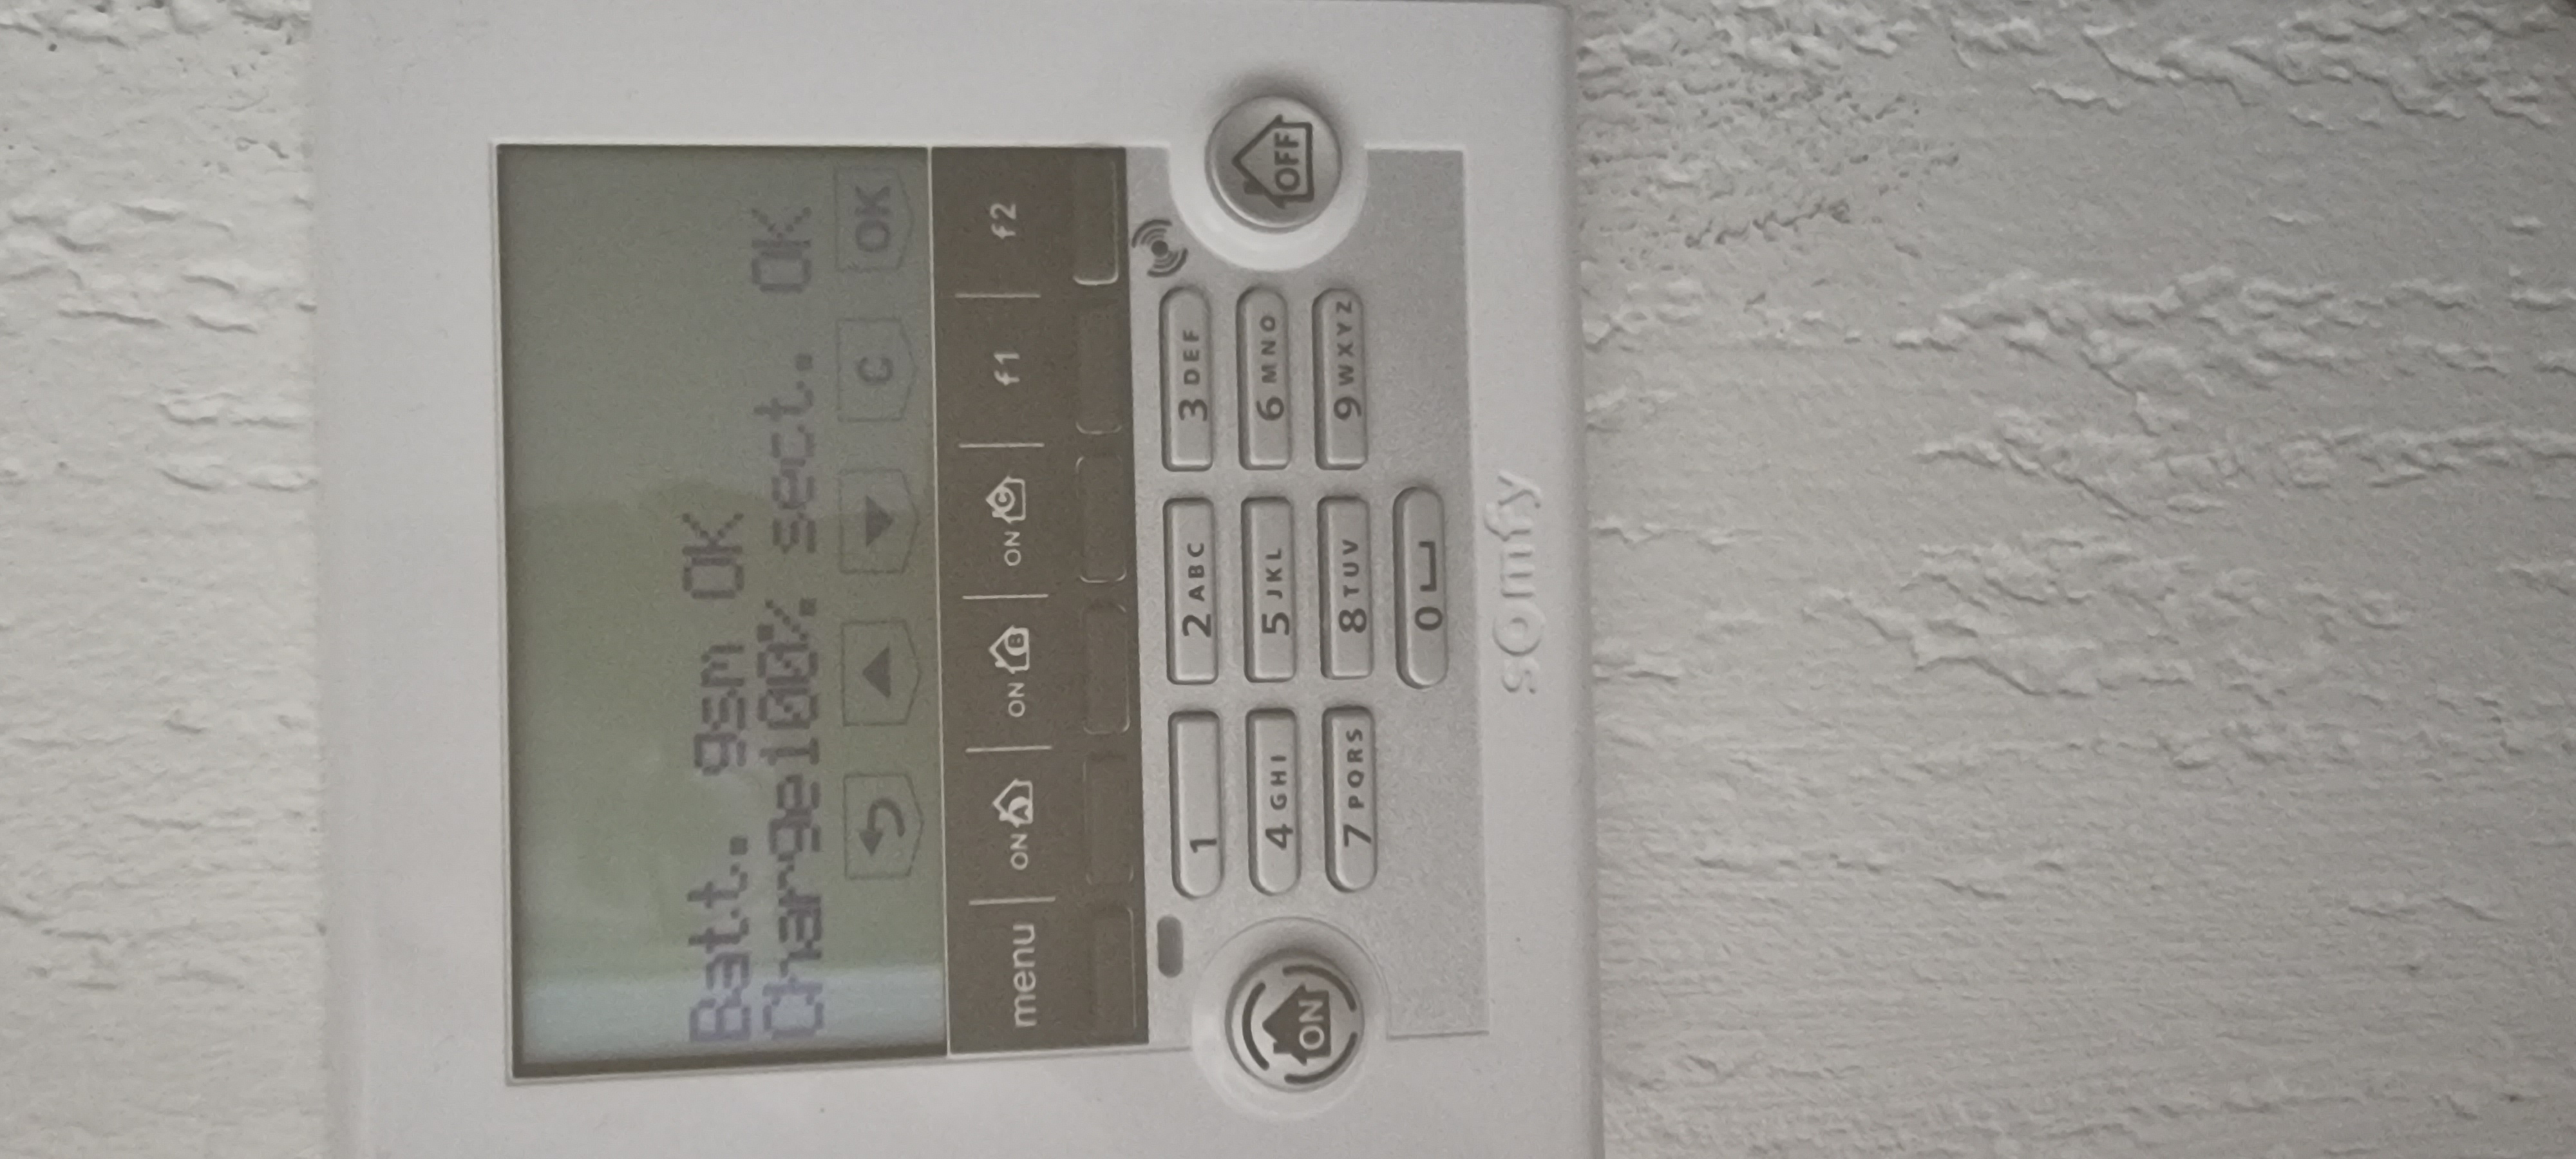 Batt. gsm OK
Charge100% sect. OK
C OK
menu ON A ON B ON C f1 f2
1 2 ABC 3 DEF
4 GHI 5 JKL 6 MNO
7 PQRS 8 TUV 9 WXYZ
0
ON OFF
somfy